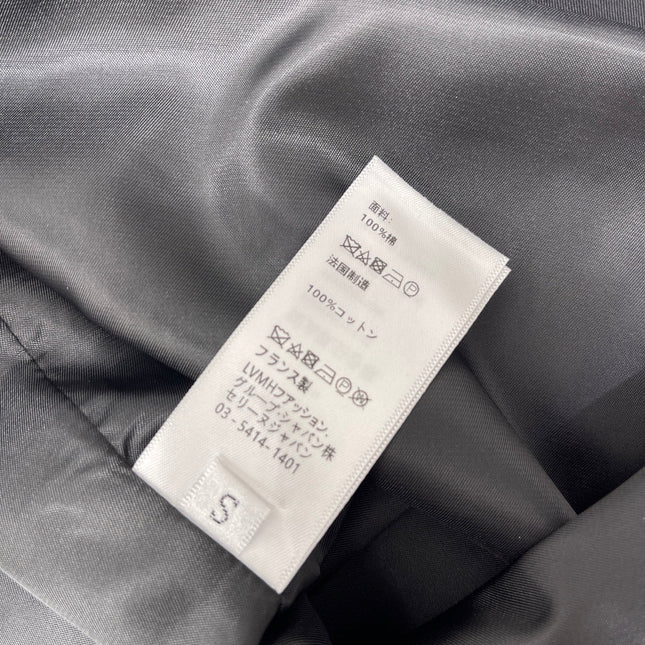 面料:
100%棉
法国制造
100%コットン
フランス製
LVMHファッション.
グループ・ジャパン株
セリーヌジャパン
03 - 5414-1401
S